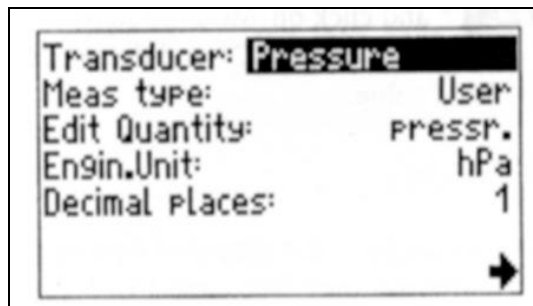 Transducer: Pressure
Meas type: User
Edit Quantity: pressr.
Engin.Unit: hPa
Decimal places: 1